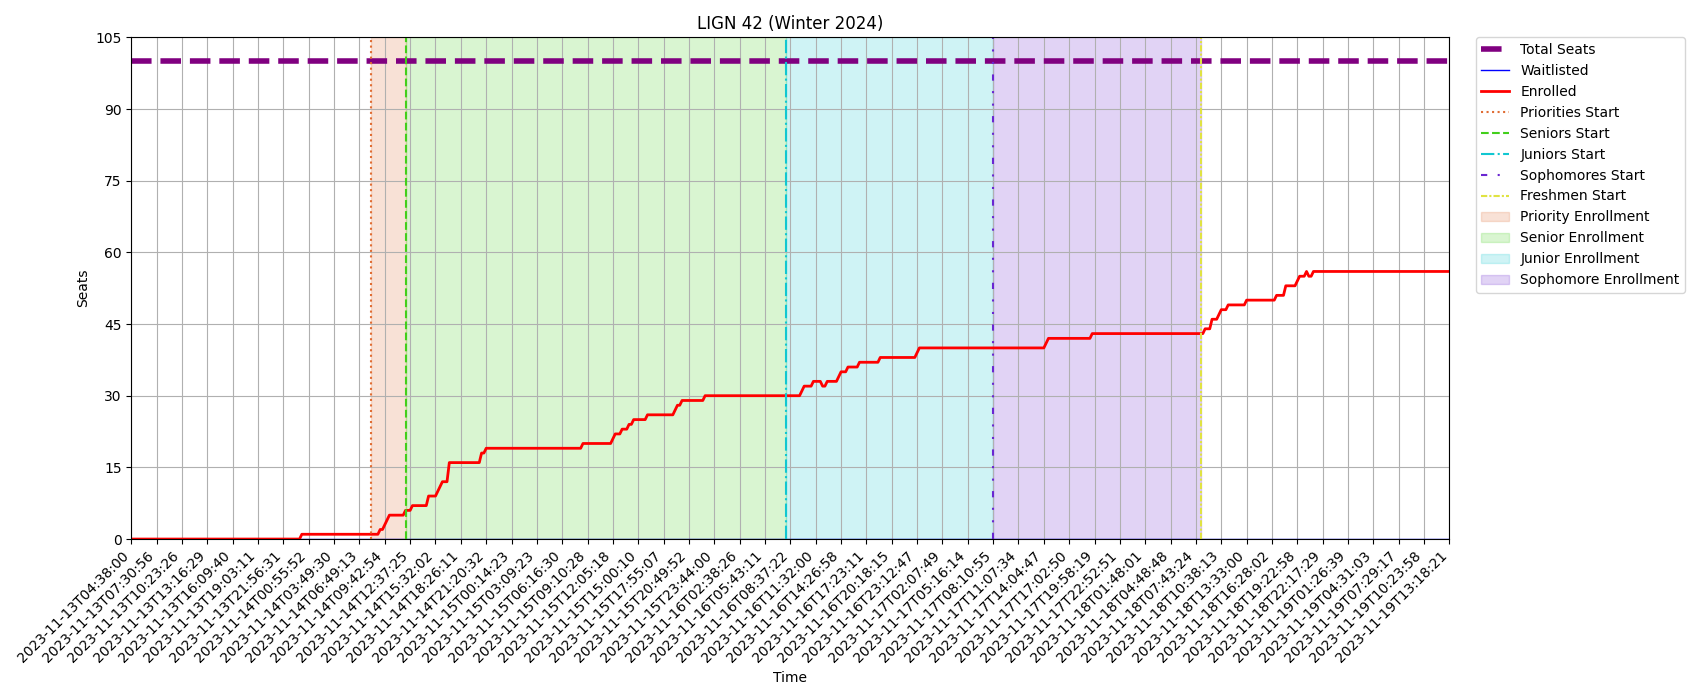 LIGN 42 (Winter 2024)
Seats
105
90
75
60
45
30
15
0
2023-11-13T04:38:00
2023-11-13T07:30:56
2023-11-13T10:23:26
2023-11-13T13:16:29
2023-11-13T16:09:40
2023-11-13T19:03:11
2023-11-13T21:56:31
2023-11-14T00:55:52
2023-11-14T03:49:30
2023-11-14T06:49:13
2023-11-14T09:42:54
2023-11-14T12:37:25
2023-11-14T15:32:02
2023-11-14T18:26:11
2023-11-14T21:20:32
2023-11-15T00:14:23
2023-11-15T03:09:23
2023-11-15T06:16:30
2023-11-15T09:10:28
2023-11-15T12:05:18
2023-11-15T15:00:10
2023-11-15T17:55:07
2023-11-15T20:49:52
2023-11-15T23:44:00
2023-11-16T02:38:26
2023-11-16T05:43:11
2023-11-16T08:37:22
2023-11-16T11:32:00
2023-11-16T14:26:58
2023-11-16T17:23:11
2023-11-16T20:18:15
2023-11-16T23:12:47
2023-11-17T02:07:49
2023-11-17T05:16:14
2023-11-17T08:10:55
2023-11-17T11:07:34
2023-11-17T14:04:47
2023-11-17T17:02:50
2023-11-17T19:58:19
2023-11-17T22:52:51
2023-11-18T01:48:01
2023-11-18T04:48:48
2023-11-18T07:43:24
2023-11-18T10:38:13
2023-11-18T13:33:00
2023-11-18T16:28:02
2023-11-18T19:22:58
2023-11-18T22:17:29
2023-11-19T01:26:39
2023-11-19T04:31:03
2023-11-19T07:29:17
2023-11-19T10:23:58
2023-11-19T13:18:21
Time
Total Seats
Waitlisted
Enrolled
Priorities Start
Seniors Start
Juniors Start
Sophomores Start
Freshmen Start
Priority Enrollment
Senior Enrollment
Junior Enrollment
Sophomore Enrollment